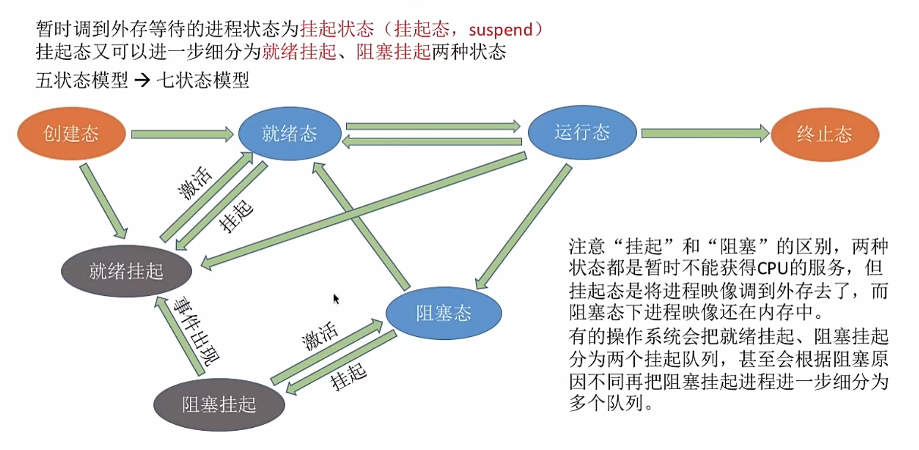 暂时调到外存等待的进程状态为挂起状态（挂起态，suspend）
挂起态又可以进一步细分为就绪挂起、阻塞挂起两种状态
五状态模型→七状态模型
创建态
就绪态
运行态
终止态
激活
挂起
就绪挂起
事件出现
阻塞态
激活
挂起
阻塞挂起
注意“挂起”和“阻塞”的区别，两种
状态都是暂时不能获得CPU的服务，但
挂起态是将进程映像调到外存去了，而
阻塞态下进程映像还在内存中。
有的操作系统会把就绪挂起、阻塞挂起
分为两个挂起队列，甚至会根据阻塞原
因不同再把阻塞挂起进程进一步细分为
多个队列。